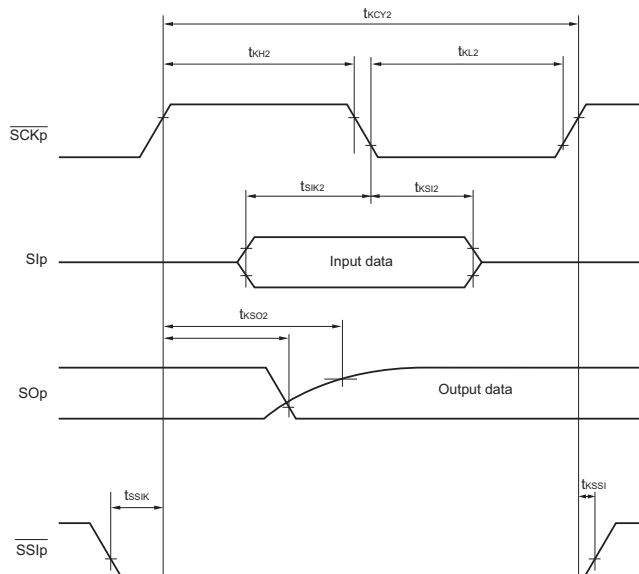 tKCY2
tKH2
tKL2
SCKp
tSIK2
tKSI2
SIp
Input data
tKSO2
SOp
Output data
tSSIK
tKSSI
SSIp